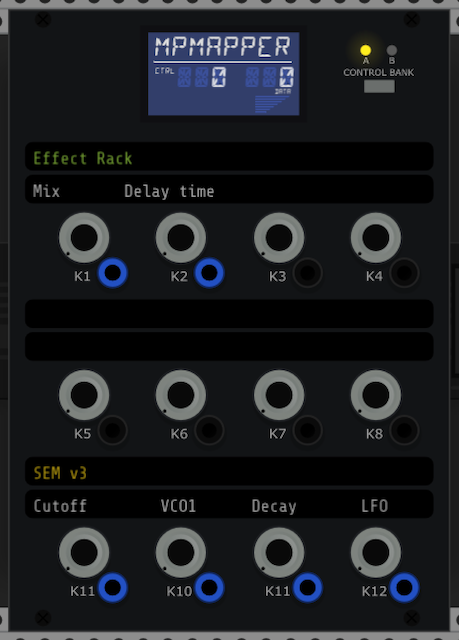 MPMAPPER
CTRL 0 0
DATA
A B
CONTROL BANK
Effect Rack
Mix Delay time
K1 K2 K3 K4
K5 K6 K7 K8
SEM v3
Cutoff VCO1 Decay LFO
K11 K10 K11 K12